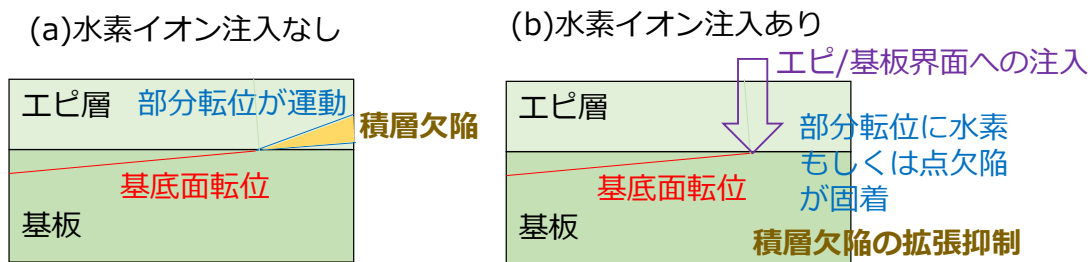 (a)水素イオン注入なし
エピ層
部分転位が運動
積層欠陥
基底面転位
基板
(b)水素イオン注入あり
エピ/基板界面への注入
エピ層
部分転位に水素
もしくは点欠陥
が固着
基底面転位
基板
積層欠陥の拡張抑制